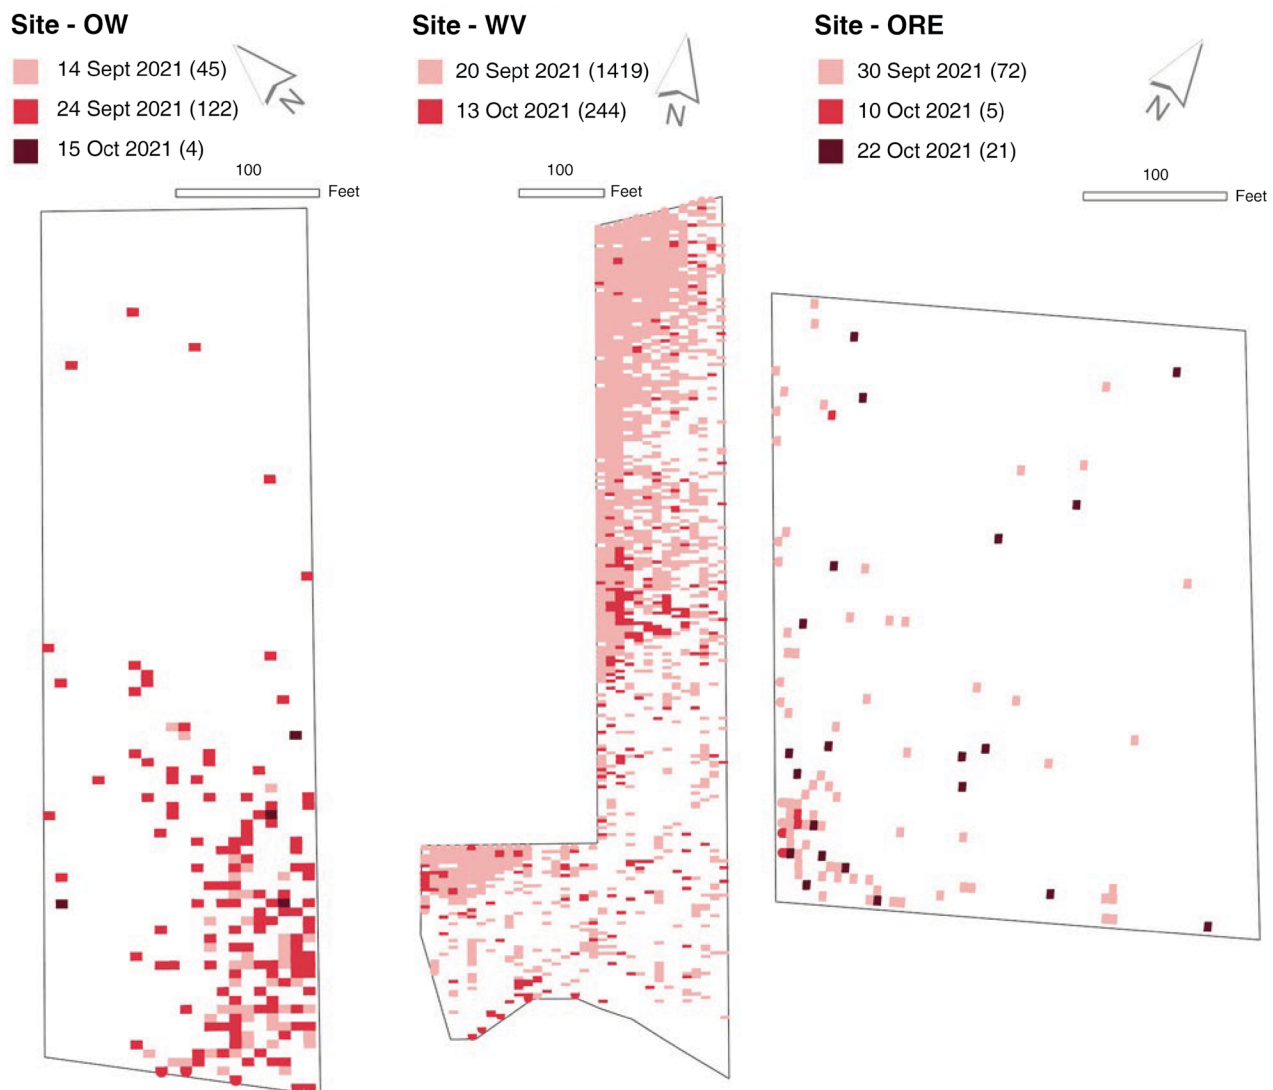 Site - OW
14 Sept 2021 (45)
24 Sept 2021 (122)
15 Oct 2021 (4)
N
100
Feet
Site - WV
20 Sept 2021 (1419)
13 Oct 2021 (244)
N
100
Feet
Site - ORE
30 Sept 2021 (72)
10 Oct 2021 (5)
22 Oct 2021 (21)
N
100
Feet